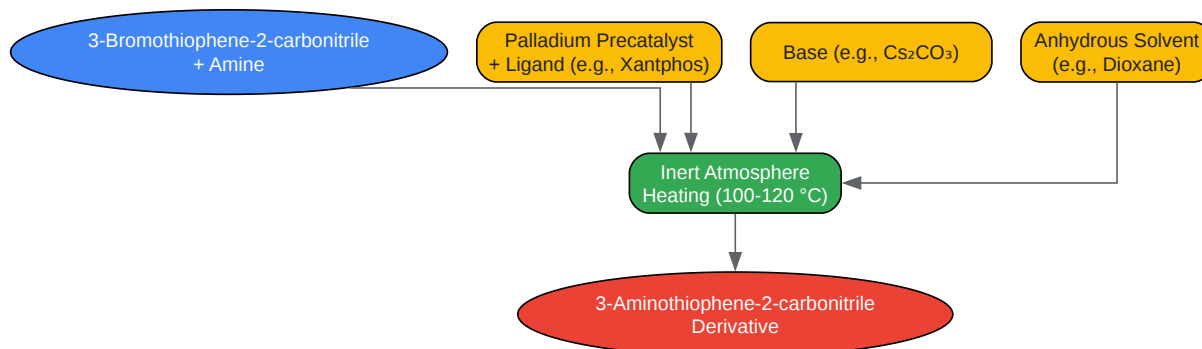 3-Bromothiophene-2-carbonitrile
+ Amine
Palladium Precatalyst
+ Ligand (e.g., Xantphos)
Base (e.g., Cs₂CO₃)
Anhydrous Solvent
(e.g., Dioxane)
Inert Atmosphere
Heating (100-120 °C)
3-Aminothiophene-2-carbonitrile
Derivative